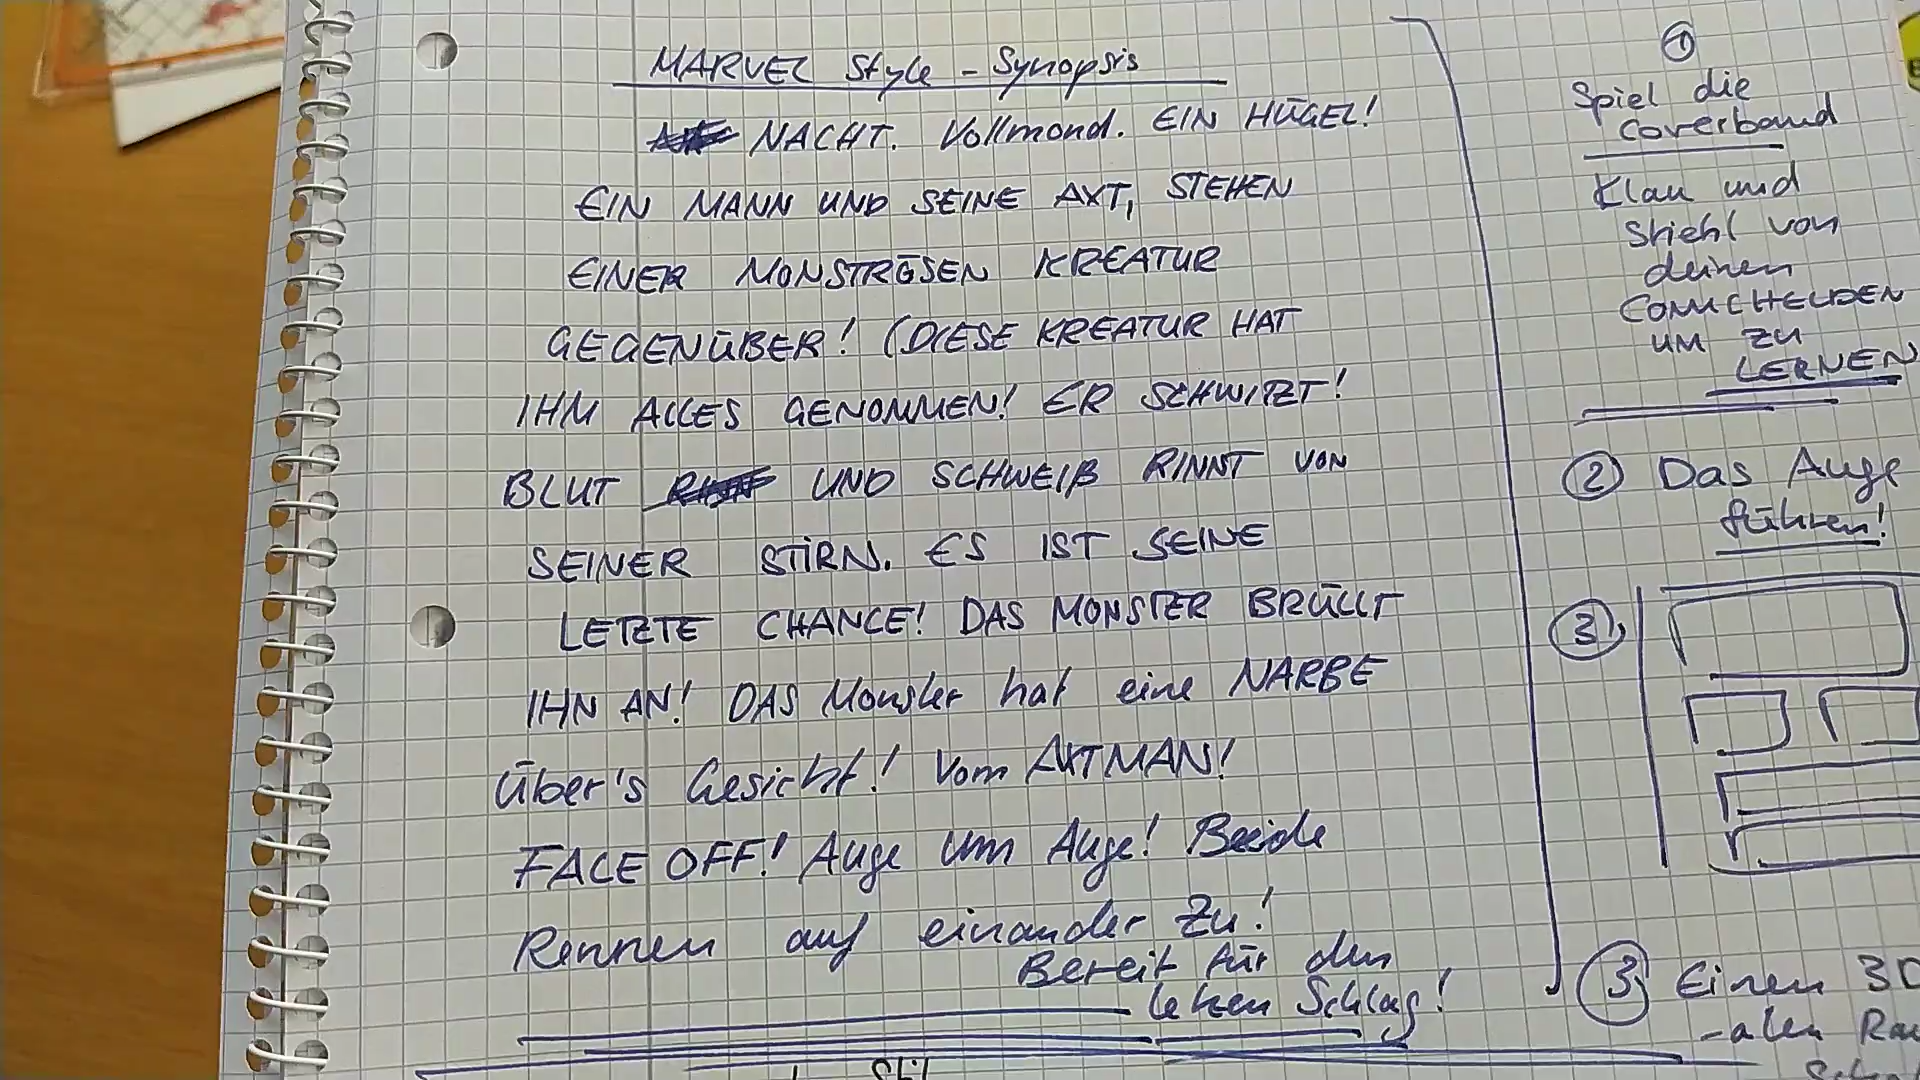 MARVEL Style - Synopsis
NACHT. Vollmond. EIN HÜGEL!
EIN MANN UND SEINE AXT, STEHEN
EINER MONSTRÖSEN KREATUR
GEGENÜBER! (DIESE KREATUR HAT
IHM ALLES GENOMMEN! ER SCHWITZT!
BLUT UND SCHWEIß RINNT VON
SEINER STIRN. ES IST SEINE
LETZTE CHANCE! DAS MONSTER BRÜLLT
IHN AN! DAS Monster hat eine NARBE
Über's Gesicht! Vom AXTMAN!
FACE OFF! Auge um Auge! Beide
Rennen auf einander zu!
Bereit für den
letzen Schlag!
1
Spiel die
Coverband
Klau und
Stiehl von
deinen
COMICHELDEN
um zu
LERNEN
2 Das Auge
führen!
3
3 Einen 3D
-alen